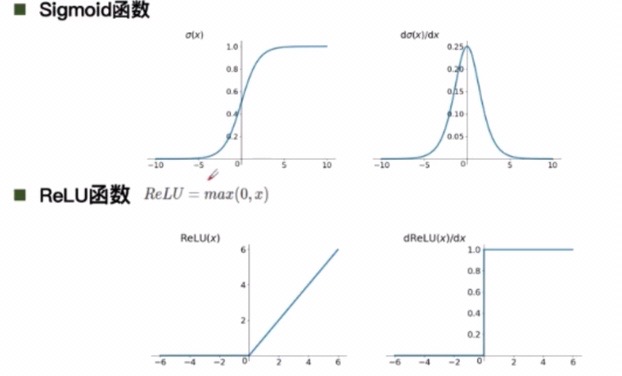 Sigmoid函数
σ(x)
dσ(x)/dx
1.0
0.8
0.6
0.4
0.2
-10 -5 0 5 10
0.25
0.20
0.15
0.10
0.05
-10 -5 0 5 10
ReLU函数 ReLU = max(0, x)
ReLU(x)
dReLU(x)/dx
6
4
2
-6 -4 -2 0 2 4 6
1.0
0.8
0.6
0.4
0.2
-6 -4 -2 0 2 4 6